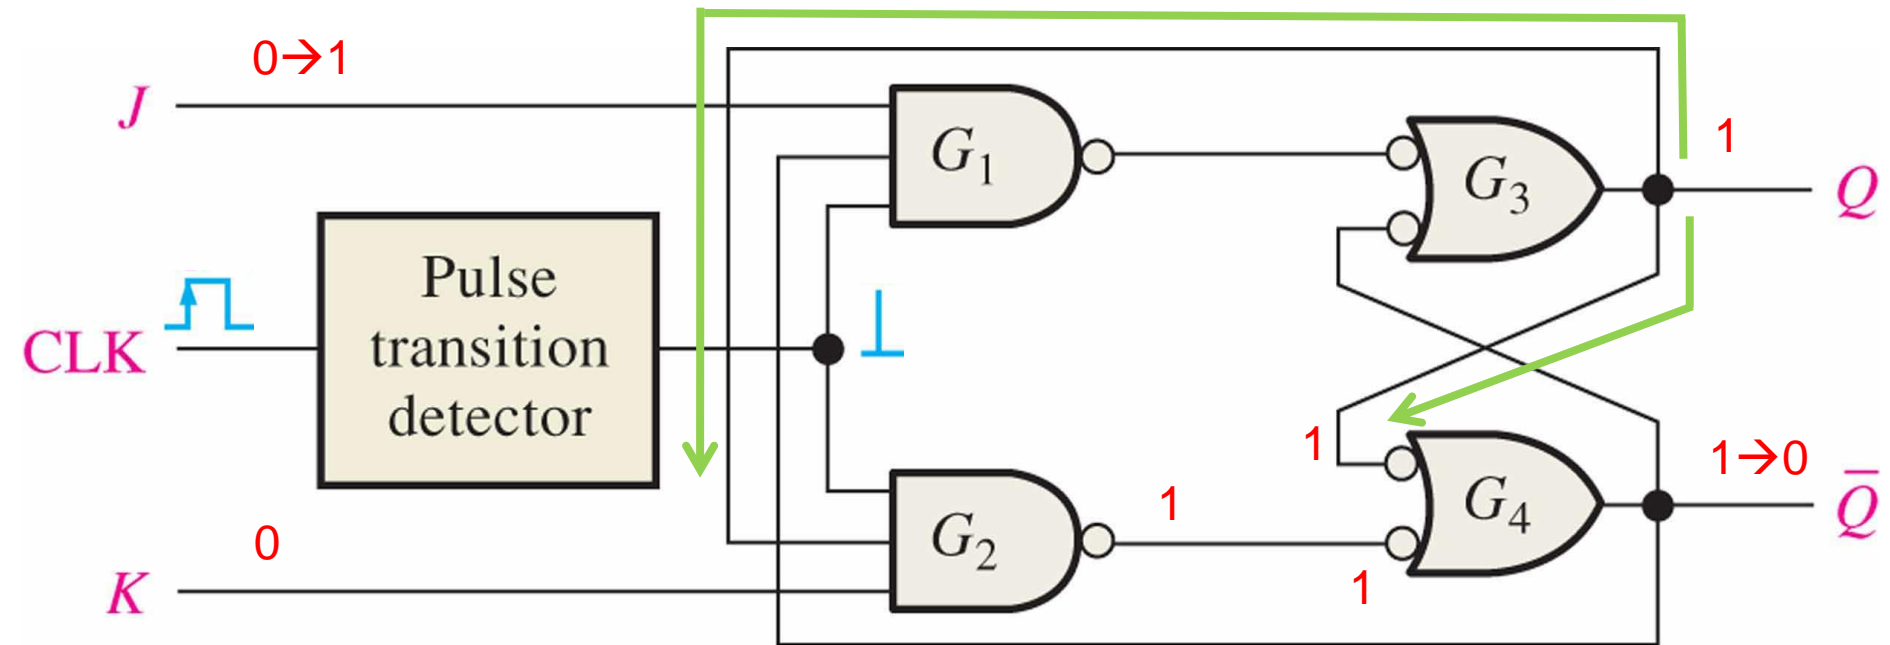 0→1
J
G1
1
G3
Q
Pulse
transition
detector
CLK
1
1→0
Q̅
1
G4
0
G2
K
1